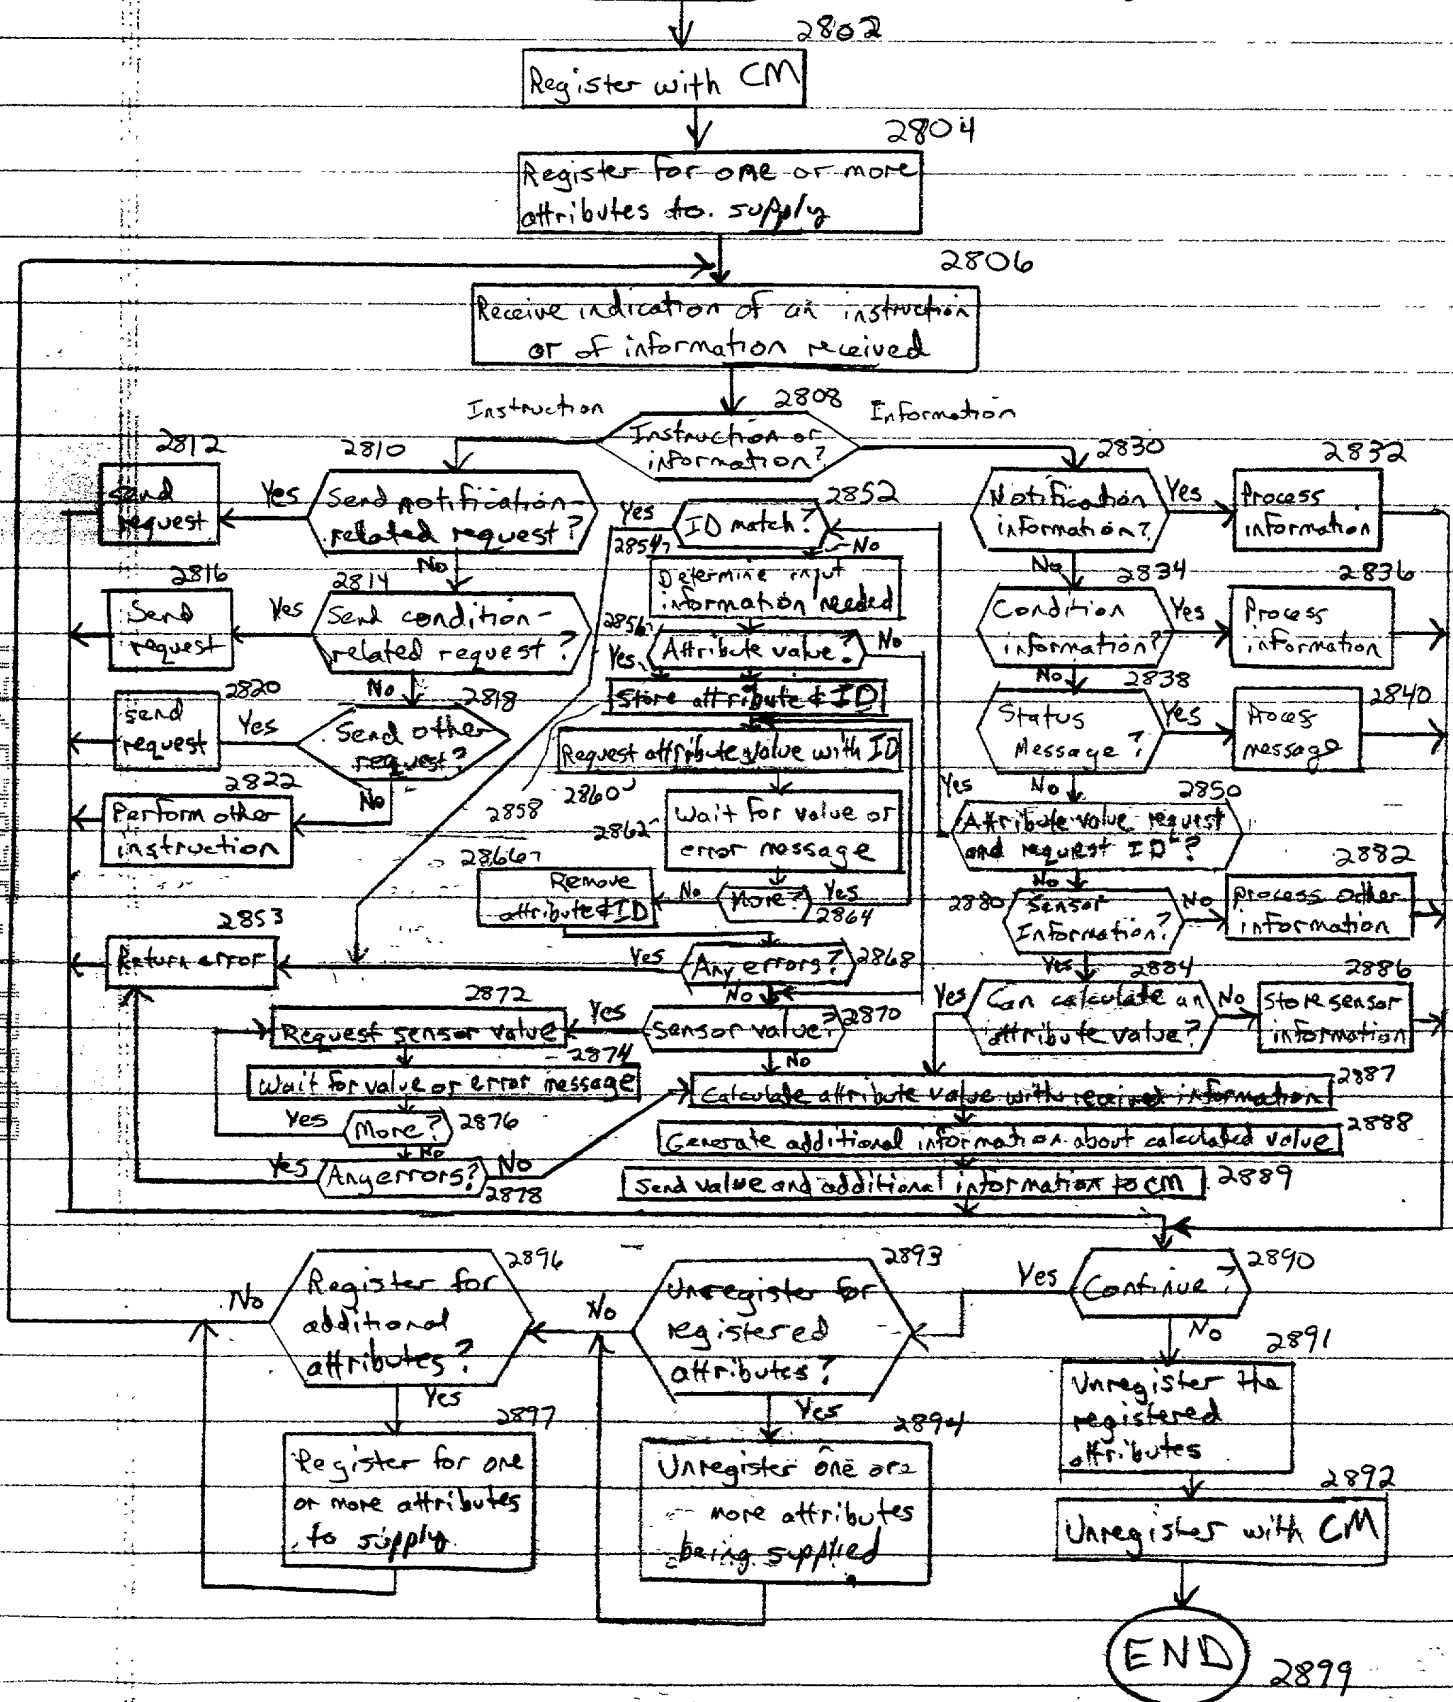 2802
Register with CM
2804
Register for one or more
attributes to supply
2806
Receive indication of an instruction
or of information received
2808
Instruction
Information
Instruction or
information?
2812
Send
request
Yes
2810
Send notification-
related request?
No
2816
Send
request
Yes
2814
Send condition-
related request?
No
2820
send
request
Yes
2818
Send other
request?
No
2822
Perform other
instruction
2830
Notification
information?
Yes
2832
Process
information
No
2834
Condition
information?
Yes
2836
Process
information
No
2838
Status
Message?
Yes
2840
Process
message
No
2850
Attribute value request
and request ID?
Yes
No
2880
Sensor
Information?
No
2882
Process other
information
Yes
2884
Can calculate an
attribute value?
Yes
No
2886
Store sensor
information
2852
ID match?
Yes
No
2854
Determine input
information needed
2856
Attribute value?
Yes
No
Store attribute & ID
2858
Request attribute value with ID
2860
2862
Wait for value or
error message
More?
2864
No
Yes
2866
Remove
attribute & ID
2853
Return error
Any errors?
2868
Yes
No
Sensor value?
2870
Yes
No
2872
Request sensor value
2874
Wait for value or error message
More?
2876
Yes
No
Any errors?
2878
Yes
No
2887
Calculate attribute value with received information
2888
Generate additional information about calculated value
2889
Send value and additional information to CM
2890
Continue?
Yes
No
2891
Unregister the
registered
attributes
2892
Unregister with CM
2893
Unregister for
registered
attributes?
No
Yes
2894
Unregister one or
more attributes
being supplied
2896
Register for
additional
attributes?
No
Yes
2897
Register for one
or more attributes
to supply
END
2899